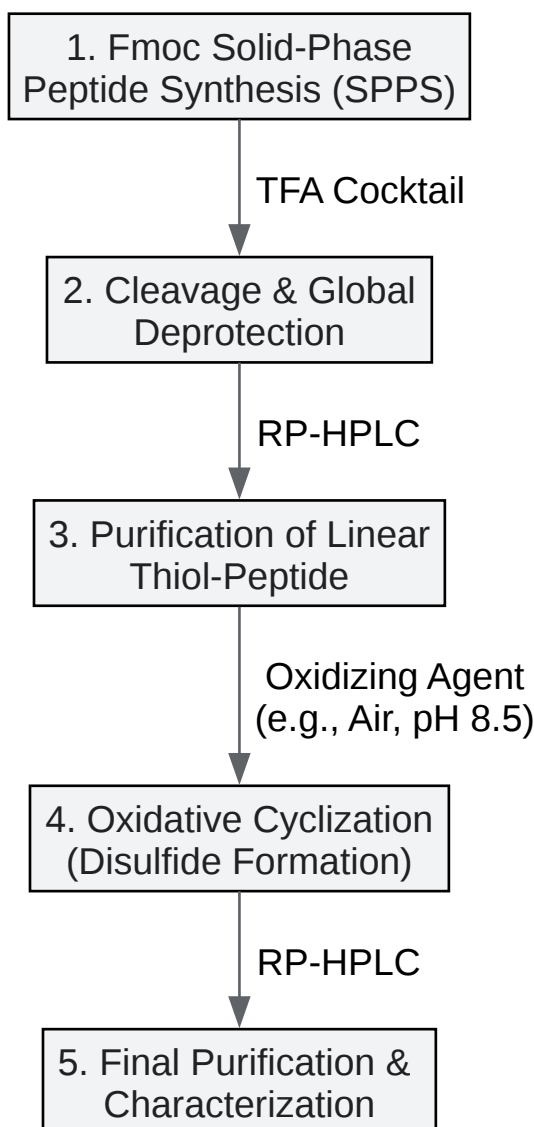 1. Fmoc Solid-Phase
Peptide Synthesis (SPPS)
TFA Cocktail
2. Cleavage & Global
Deprotection
RP-HPLC
3. Purification of Linear
Thiol-Peptide
Oxidizing Agent
(e.g., Air, pH 8.5)
4. Oxidative Cyclization
(Disulfide Formation)
RP-HPLC
5. Final Purification &
Characterization